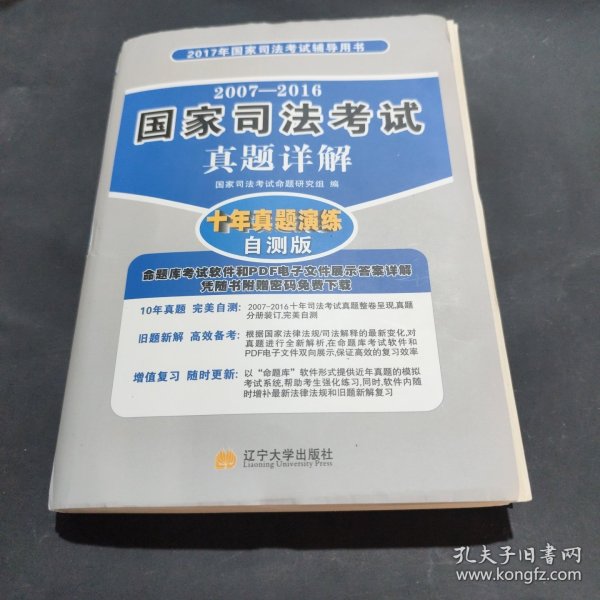 2017年国家司法考试辅导用书
2007—2016
国家司法考试
真题详解
国家司法考试命题研究组 编
十年真题演练
自测版
命题库考试软件和PDF电子文件展示答案详解
凭随书附赠密码免费下载
10年真题 完美自测: 2007-2016十年司法考试真题整卷呈现,真题
分册装订,完美自测
旧题新解 高效备考: 根据国家法律法规/司法解释的最新变化,对
真题进行全新解析,在命题库考试软件和
PDF电子文件双向展示,保证高效的复习效率
增值复习 随时更新: 以“命题库”软件形式提供近年真题的模拟
考试系统,帮助考生强化练习,同时,软件内随
时增补最新法律法规和旧题新解复习
辽宁大学出版社
Liaoning University Press
孔夫子旧书网
www.kongfz.com